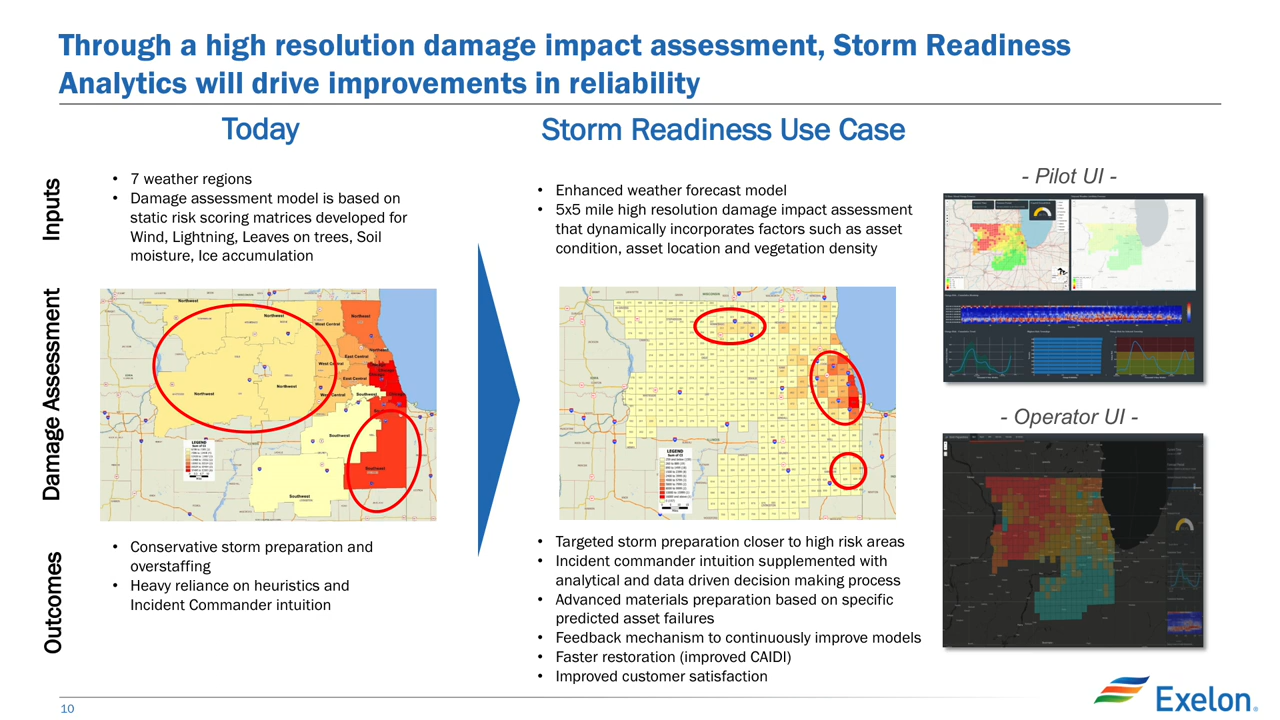 Through a high resolution damage impact assessment, Storm Readiness
Analytics will drive improvements in reliability
Today
Storm Readiness Use Case
Inputs
• 7 weather regions
• Damage assessment model is based on
static risk scoring matrices developed for
Wind, Lightning, Leaves on trees, Soil
moisture, Ice accumulation
• Enhanced weather forecast model
• 5x5 mile high resolution damage impact assessment
that dynamically incorporates factors such as asset
condition, asset location and vegetation density
- Pilot UI -
Damage Assessment
Northwest
Northwest
West Central
Northwest
East Central
West Central
East Central
Northwest
West Central
Southwest
Northwest
Southwest
Southeast
Southwest
LEGEND
LEGEND
- Operator UI -
Outcomes
• Conservative storm preparation and
overstaffing
• Heavy reliance on heuristics and
Incident Commander intuition
• Targeted storm preparation closer to high risk areas
• Incident commander intuition supplemented with
analytical and data driven decision making process
• Advanced materials preparation based on specific
predicted asset failures
• Feedback mechanism to continuously improve models
• Faster restoration (improved CAIDI)
• Improved customer satisfaction
10
Exelon®